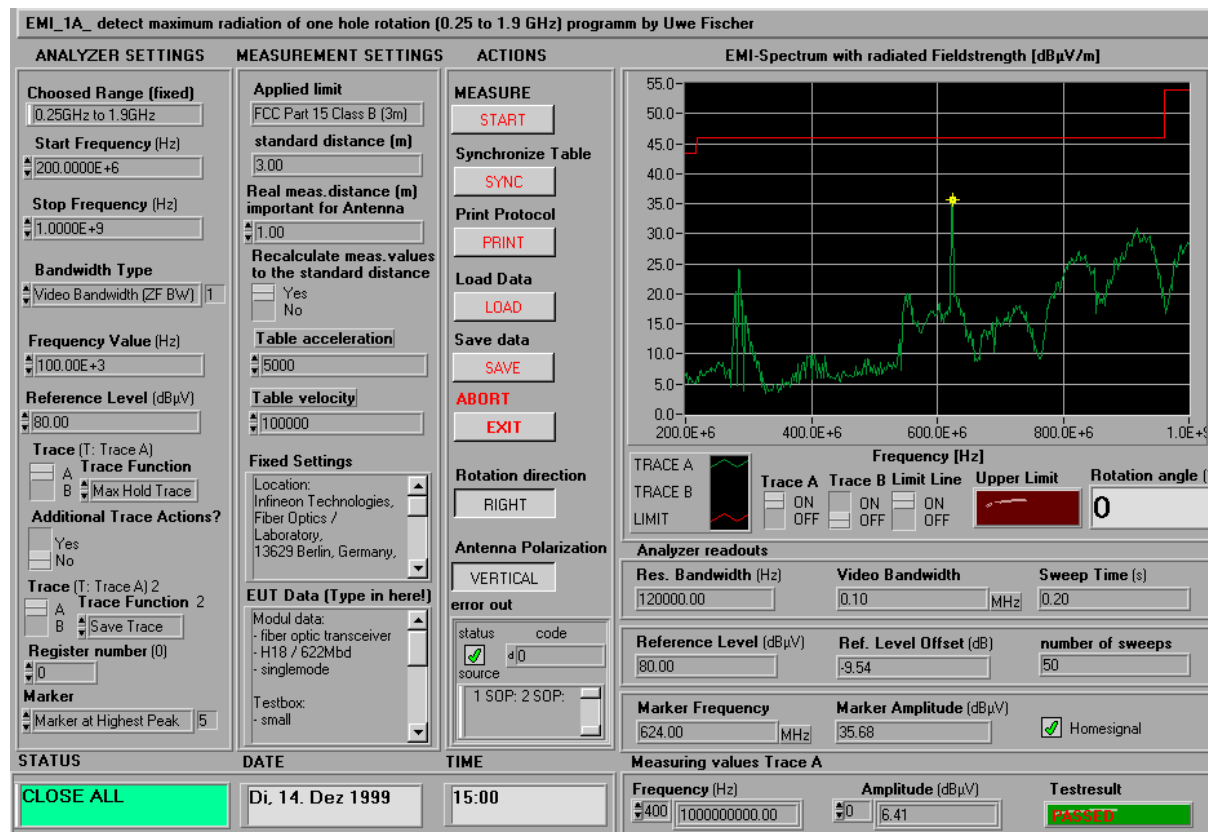 EMI_1A_ detect maximum radiation of one hole rotation (0.25 to 1.9 GHz) programm by Uwe Fischer
ANALYZER SETTINGS
Choosed Range (fixed)
0.25GHz to 1.9GHz
Start Frequency (Hz)
200.0000E+6
Stop Frequency (Hz)
1.0000E+9
Bandwidth Type
Video Bandwidth (ZF BW) 1
Frequency Value (Hz)
100.00E+3
Reference Level (dBµV)
80.00
Trace (T: Trace A)
A Trace Function
B Max Hold Trace
Additional Trace Actions?
Yes
No
Trace (T: Trace A) 2
A Trace Function 2
B Save Trace
Register number (0)
0
Marker
Marker at Highest Peak 5
MEASUREMENT SETTINGS
Applied limit
FCC Part 15 Class B (3m)
standard distance (m)
3.00
Real meas.distance (m)
important for Antenna
1.00
Recalculate meas.values
to the standard distance
Yes
No
Table acceleration
5000
Table velocity
100000
Fixed Settings
Location:
Infineon Technologies,
Fiber Optics /
Laboratory,
13629 Berlin, Germany,
EUT Data (Type in here!)
Modul data:
- fiber optic transceiver
- H18 / 622Mbd
- singlemode
Testbox:
- small
ACTIONS
MEASURE
START
Synchronize Table
SYNC
Print Protocol
PRINT
Load Data
LOAD
Save data
SAVE
ABORT
EXIT
Rotation direction
RIGHT
Antenna Polarization
VERTICAL
error out
status code
d 0
source
1 SOP: 2 SOP:
EMI-Spectrum with radiated Fieldstrength [dBµV/m]
55.0
50.0
45.0
40.0
35.0
30.0
25.0
20.0
15.0
10.0
5.0
0.0
200.0E+6 400.0E+6 600.0E+6 800.0E+6 1.0E+9
Frequency [Hz]
TRACE A
TRACE B
LIMIT
Trace A Trace B Limit Line Upper Limit Rotation angle (
ON ON ON
OFF OFF OFF
0
Analyzer readouts
Res. Bandwidth (Hz) Video Bandwidth Sweep Time (s)
120000.00 0.10 MHz 0.20
Reference Level (dBµV) Ref. Level Offset (dB) number of sweeps
80.00 -9.54 50
Marker Frequency Marker Amplitude (dBµV)
624.00 MHz 35.68 Homesignal
Measuring values Trace A
Frequency (Hz) Amplitude (dBµV) Testresult
400 1000000000.00 0 6.41 PASSED
STATUS DATE TIME
CLOSE ALL Di, 14. Dez 1999 15:00